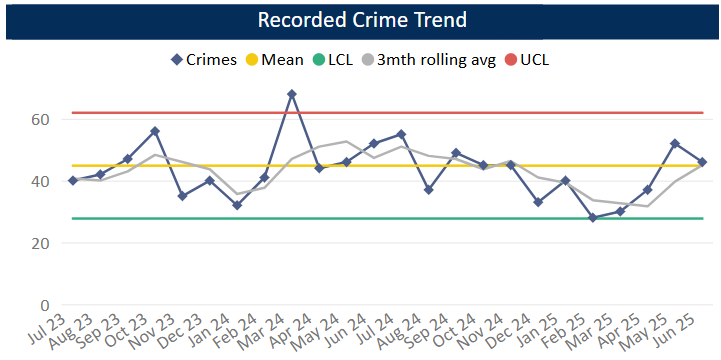 Recorded Crime Trend
Crimes Mean LCL 3mth rolling avg UCL
60
40
20
0
Jul 23 Aug 23 Sep 23 Oct 23 Nov 23 Dec 23 Jan 24 Feb 24 Mar 24 Apr 24 May 24 Jun 24 Jul 24 Aug 24 Sep 24 Oct 24 Nov 24 Dec 24 Jan 25 Feb 25 Mar 25 Apr 25 May 25 Jun 25